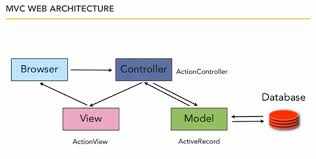 MVC WEB ARCHITECTURE
Browser
Controller
ActionController
Database
View
Model
ActionView
ActiveRecord